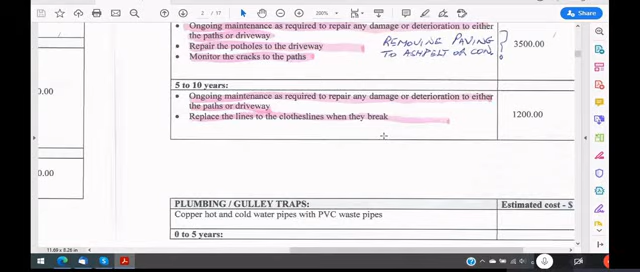 2 / 17
Share
Ongoing maintenance as required to repair any damage or deterioration to either
the paths or driveway
Repair the potholes to the driveway
Monitor the cracks to the paths
REMOVING PAVING
TO ASHPELT OR CON
?
3500.00
00.00
5 to 10 years:
Ongoing maintenance as required to repair any damage or deterioration to either
the paths or driveway
Replace the lines to the clotheslines when they break
1200.00
.00
PLUMBING / GULLEY TRAPS:
Estimated cost - $
Copper hot and cold water pipes with PVC waste pipes
0 to 5 years:
11.69 x 8.26 in